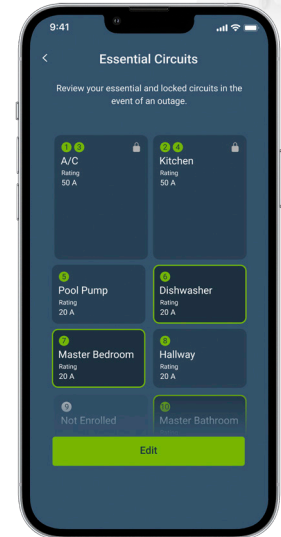 9:41
Essential Circuits
Review your essential and locked circuits in the
event of an outage.
1 3
A/C
Rating
50 A
2 4
Kitchen
Rating
50 A
5
Pool Pump
Rating
20 A
6
Dishwasher
Rating
20 A
7
Master Bedroom
Rating
20 A
8
Hallway
Rating
20 A
9
Not Enrolled
10
Master Bathroom
Edit